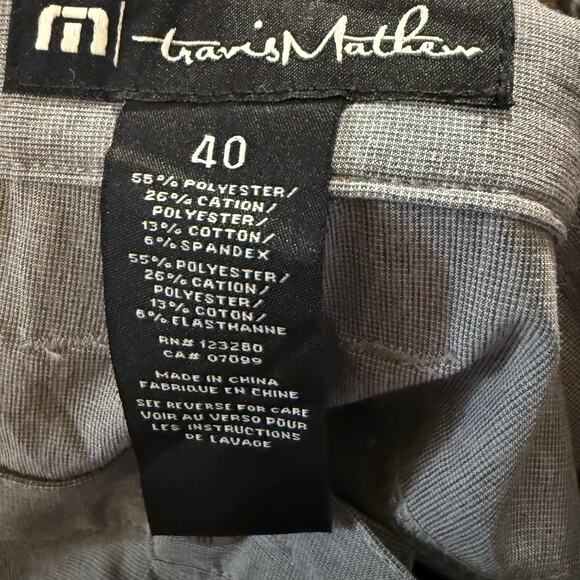 m travisMathew
40
55% POLYESTER/
26% CATION/
POLYESTER/
13% COTTON/
6% SPANDEX
55% POLYESTER/
26% CATION/
POLYESTER/
13% COTON/
6% ELASTHANNE
RN# 123280
CA# 07099
MADE IN CHINA
FABRIQUE EN CHINE
SEE REVERSE FOR CARE
VOIR AU VERSO POUR
LES INSTRUCTIONS
DE LAVAGE